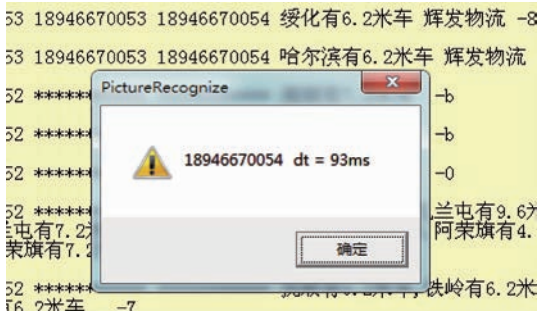 53 18946670053 18946670054 绥化有6.2米车 辉发物流 -8
53 18946670053 18946670054 哈尔滨有6.2米车 辉发物流
PictureRecognize
52 ****** -b
52 ****** -b
18946670054 dt = 93ms
52 ****** -0
52 ****** 兰屯有9.6
兰屯有7.2 阿荣旗有4.
荣旗有7.2
确定
52 ****** 铁岭有6.2米
有6.2米车 -7